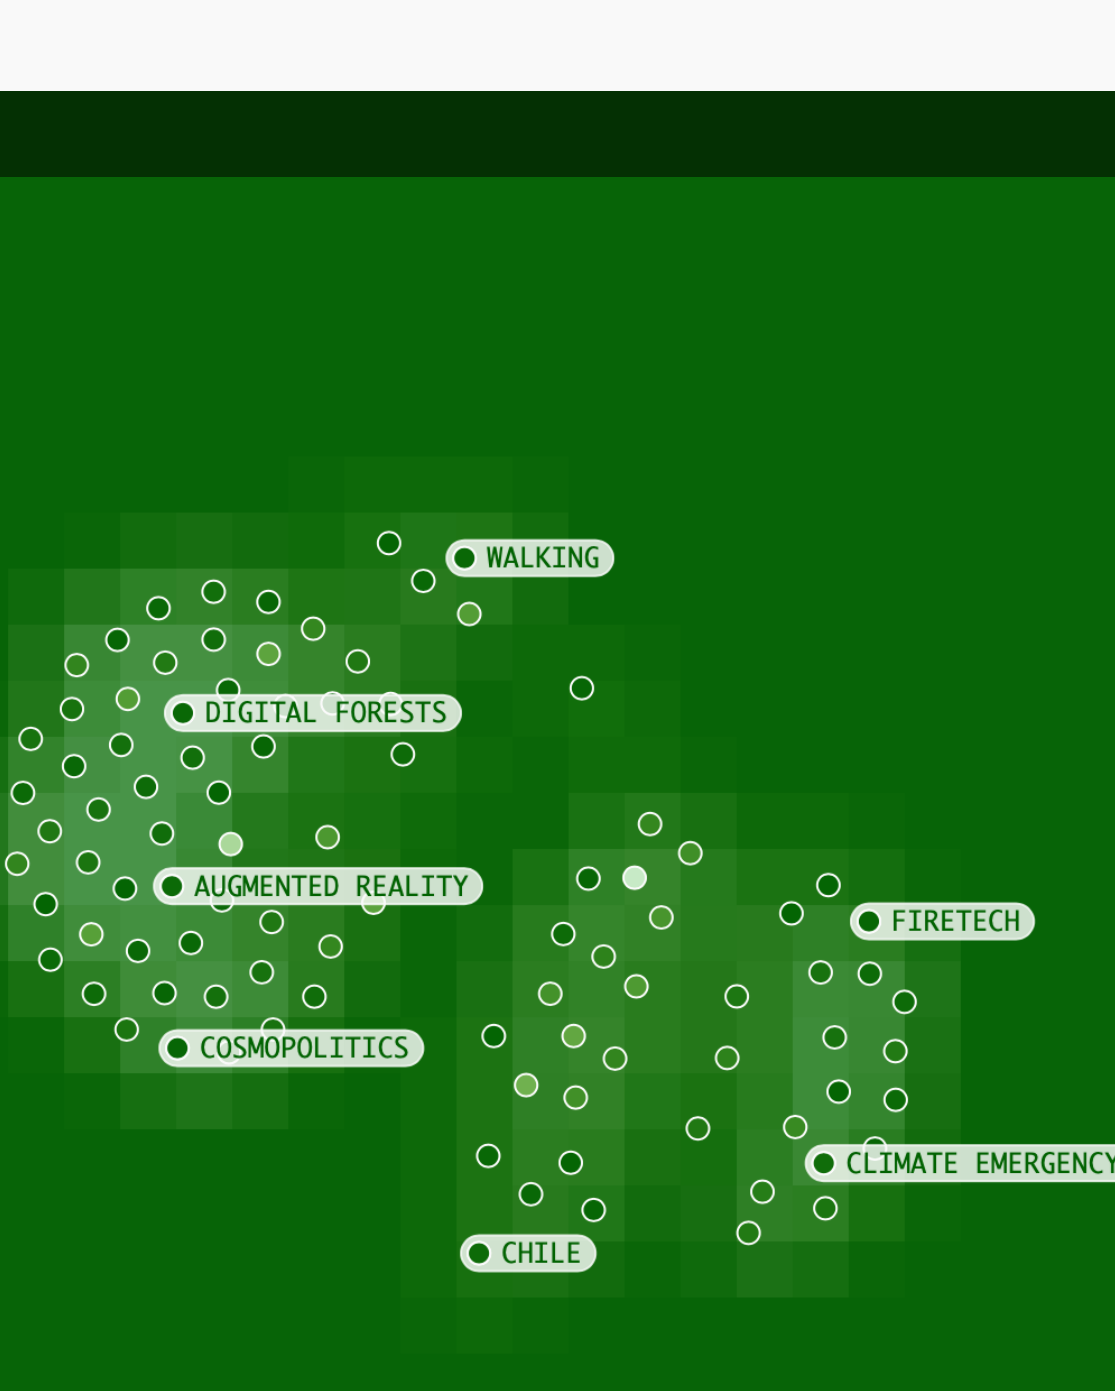 WALKING
DIGITAL FORESTS
AUGMENTED REALITY
FIRETECH
COSMOPOLITICS
CLIMATE EMERGENCY
CHILE